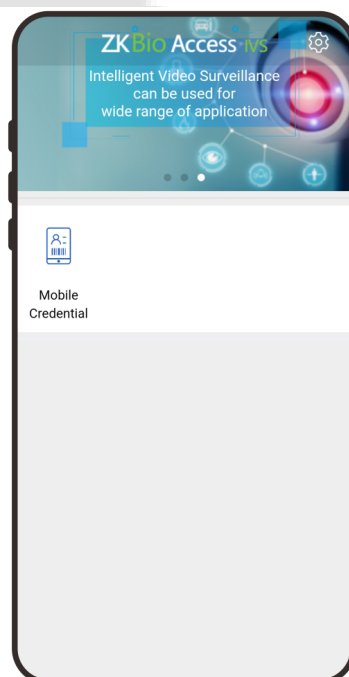 ZKBio Access IVS
Intelligent Video Surveillance
can be used for
wide range of application
Mobile
Credential